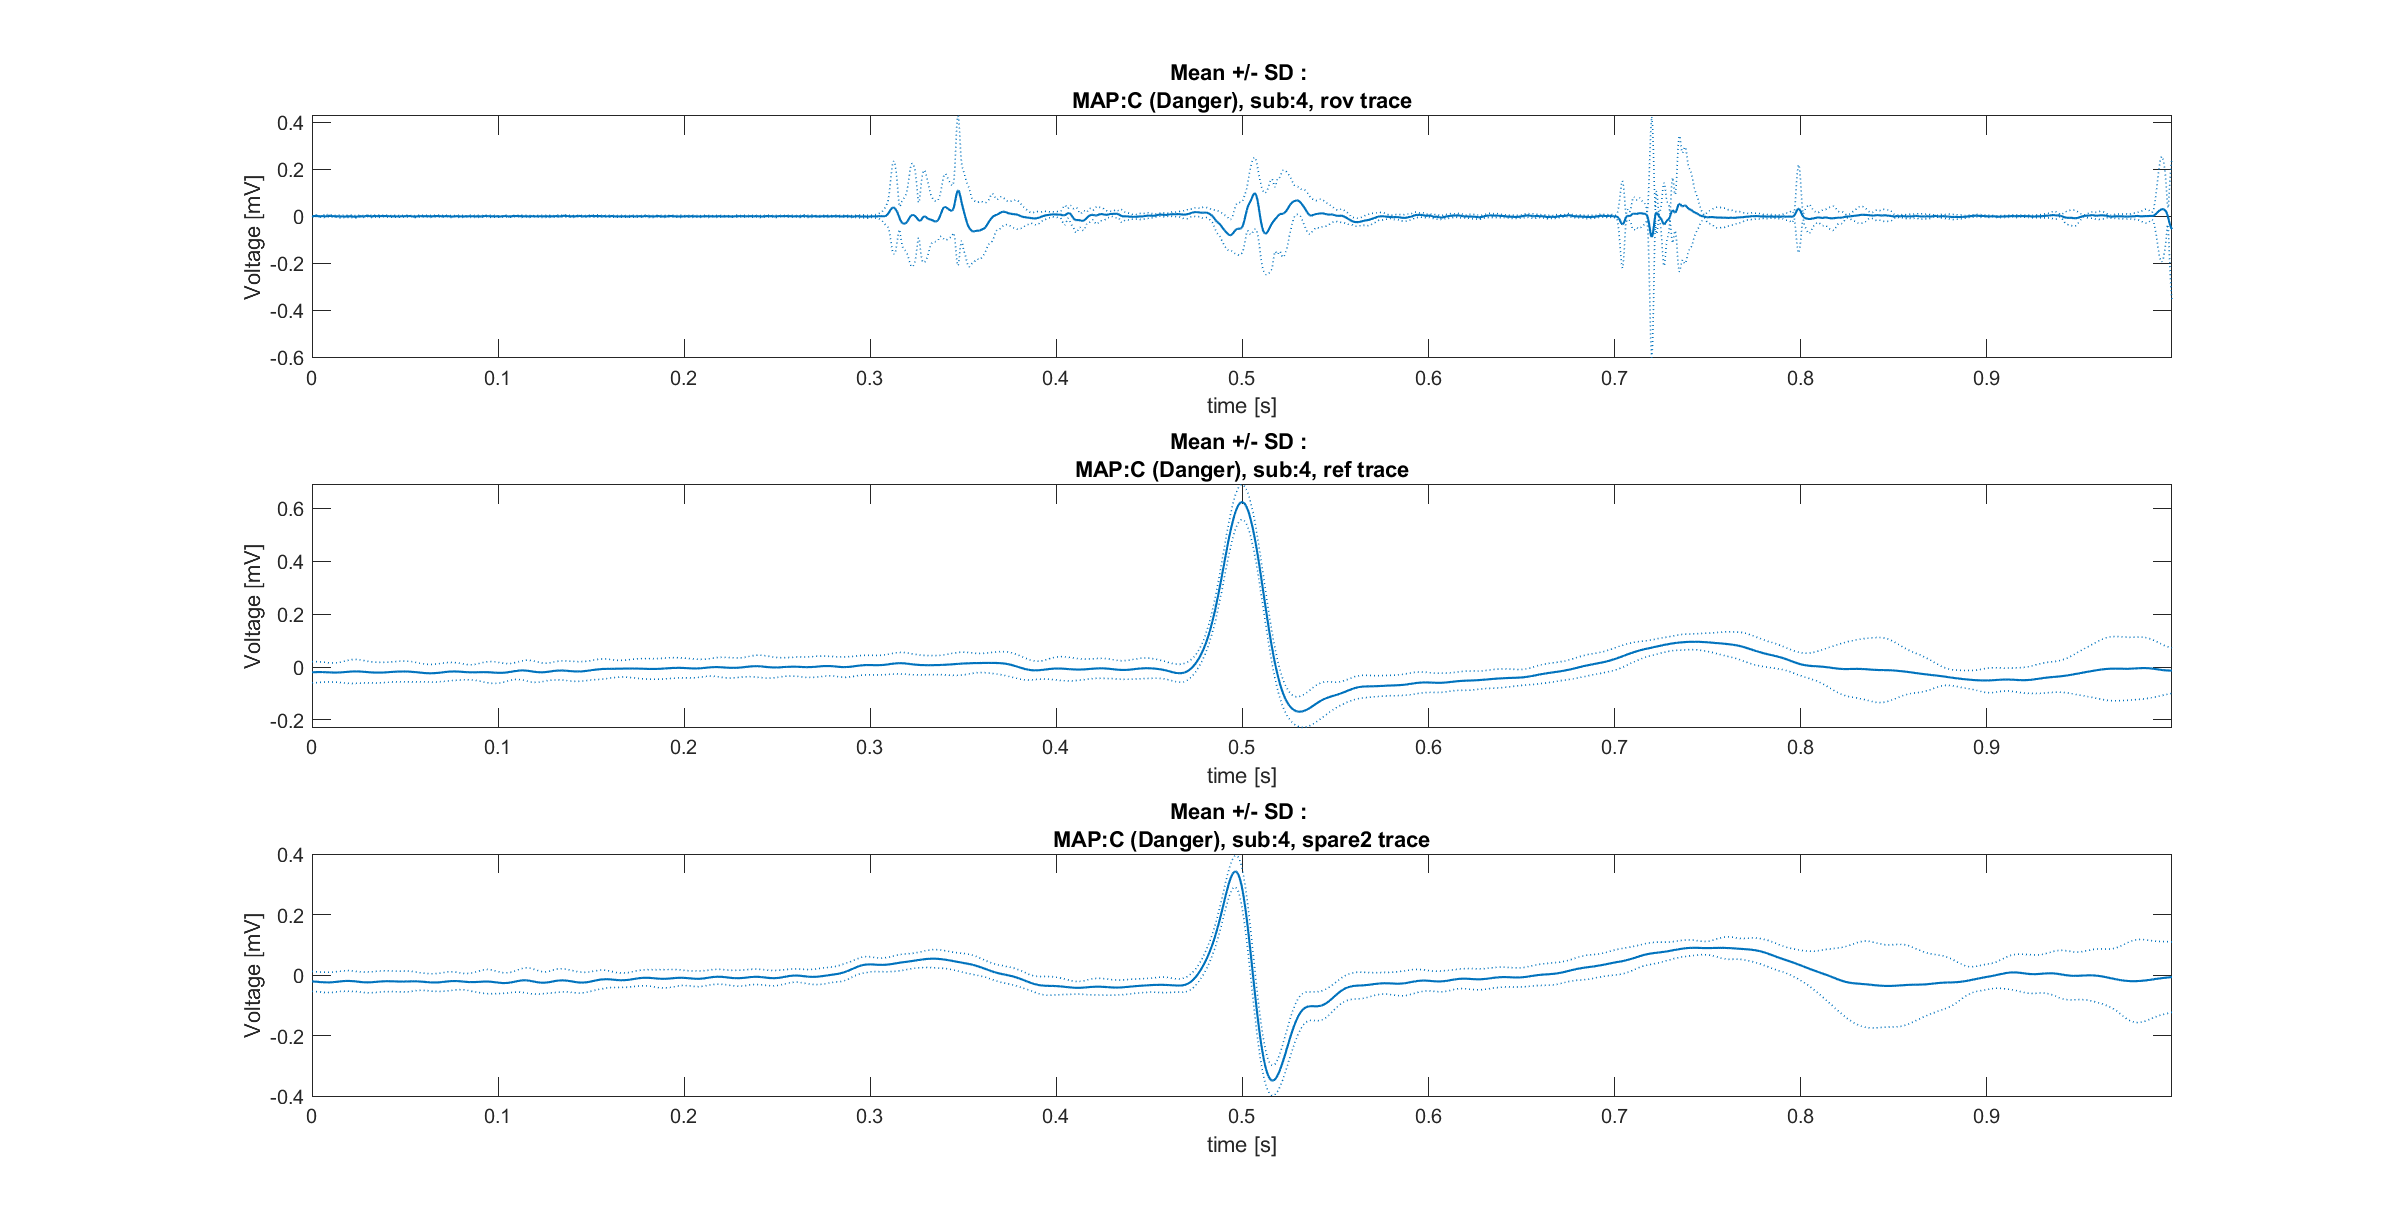 Mean +/- SD :
MAP:C (Danger), sub:4, rov trace
0.4
0.2
0
-0.2
-0.4
-0.6
Voltage [mV]
0 0.1 0.2 0.3 0.4 0.5 0.6 0.7 0.8 0.9
time [s]
Mean +/- SD :
MAP:C (Danger), sub:4, ref trace
0.6
0.4
0.2
0
-0.2
Voltage [mV]
0 0.1 0.2 0.3 0.4 0.5 0.6 0.7 0.8 0.9
time [s]
Mean +/- SD :
MAP:C (Danger), sub:4, spare2 trace
0.4
0.2
0
-0.2
-0.4
Voltage [mV]
0 0.1 0.2 0.3 0.4 0.5 0.6 0.7 0.8 0.9
time [s]